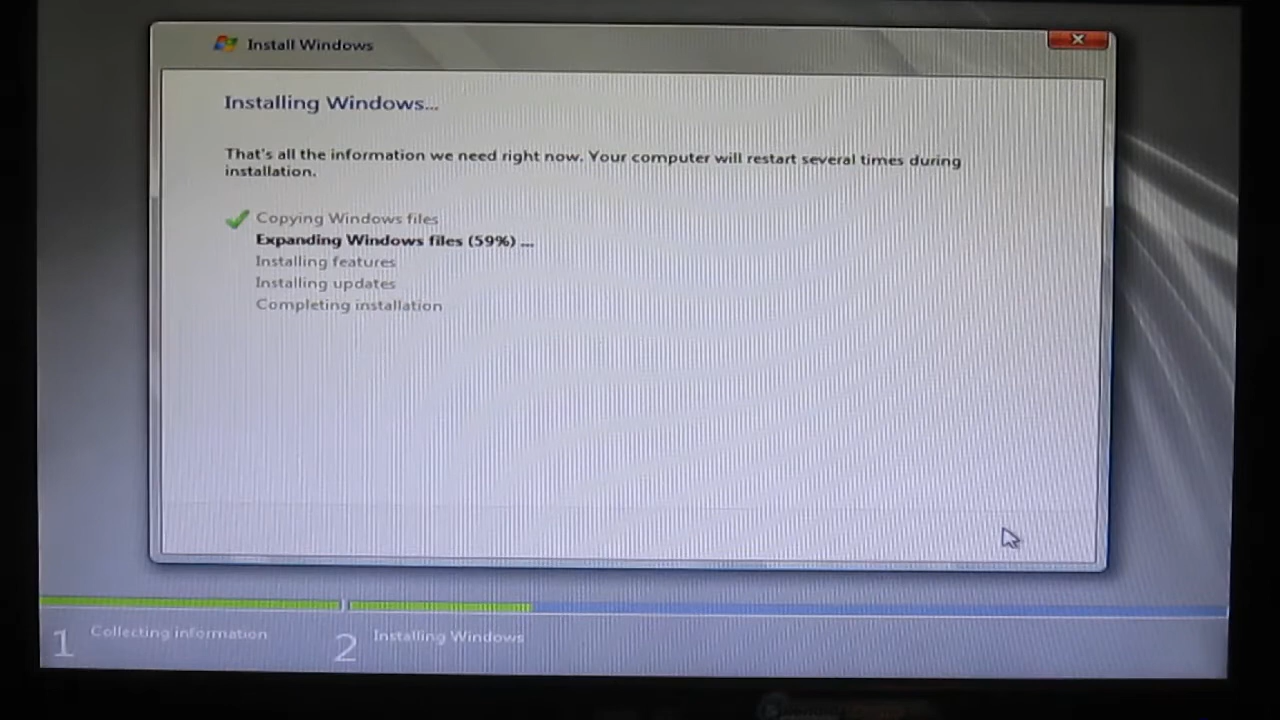 Install Windows
Installing Windows...
That's all the information we need right now. Your computer will restart several times during
installation.
Copying Windows files
Expanding Windows files (59%) ...
Installing features
Installing updates
Completing installation
1 Collecting information
2 Installing Windows